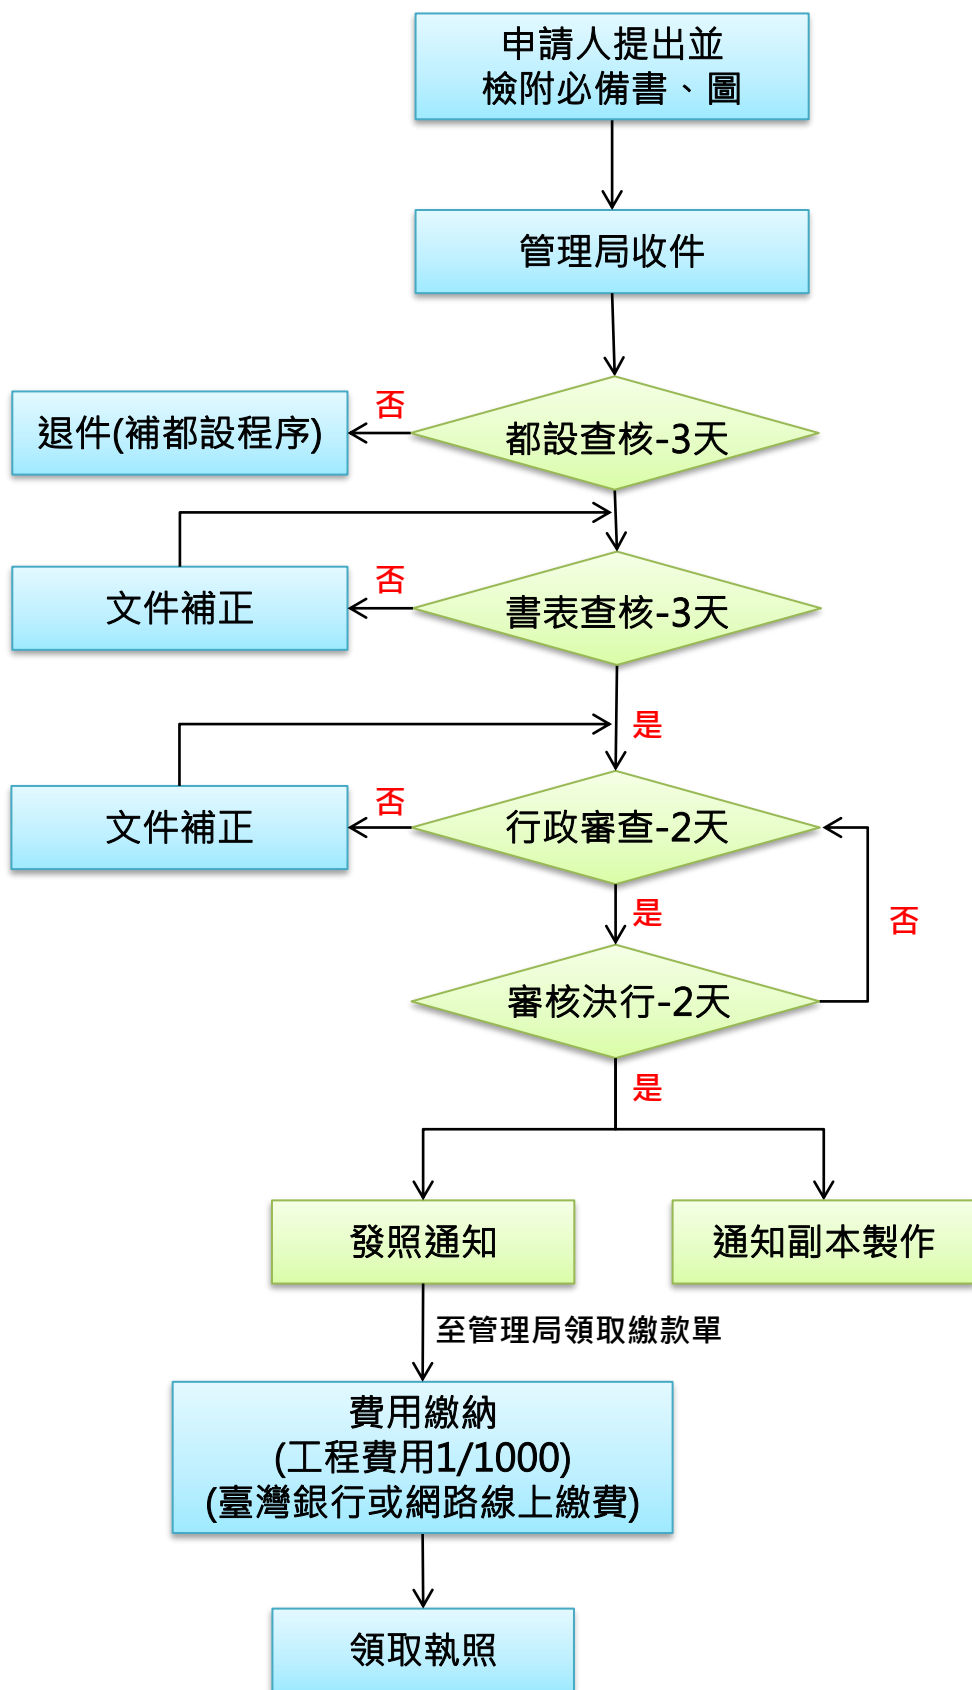 申請人提出並
檢附必備書、圖
管理局收件
否
退件(補都設程序)
都設查核-3天
否
文件補正
書表查核-3天
是
否
文件補正
行政審查-2天
是
否
審核決行-2天
是
發照通知
通知副本製作
至管理局領取繳款單
費用繳納
(工程費用1/1000)
(臺灣銀行或網路線上繳費)
領取執照